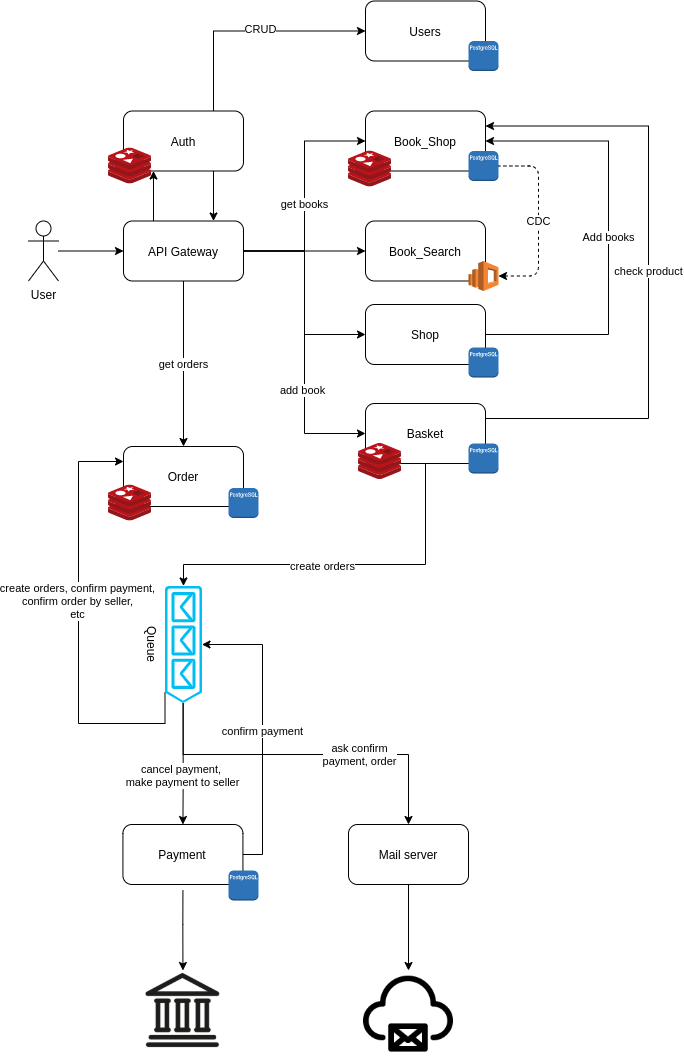 CRUD
Users
PostgreSQL
Auth
Book_Shop
PostgreSQL
get books
CDC
User
API Gateway
Book_Search
Add books
check product
Shop
PostgreSQL
get orders
add book
Basket
PostgreSQL
Order
PostgreSQL
create orders
create orders, confirm payment,
confirm order by seller,
etc
Queue
confirm payment
ask confirm
payment, order
cancel payment,
make payment to seller
Payment
PostgreSQL
Mail server